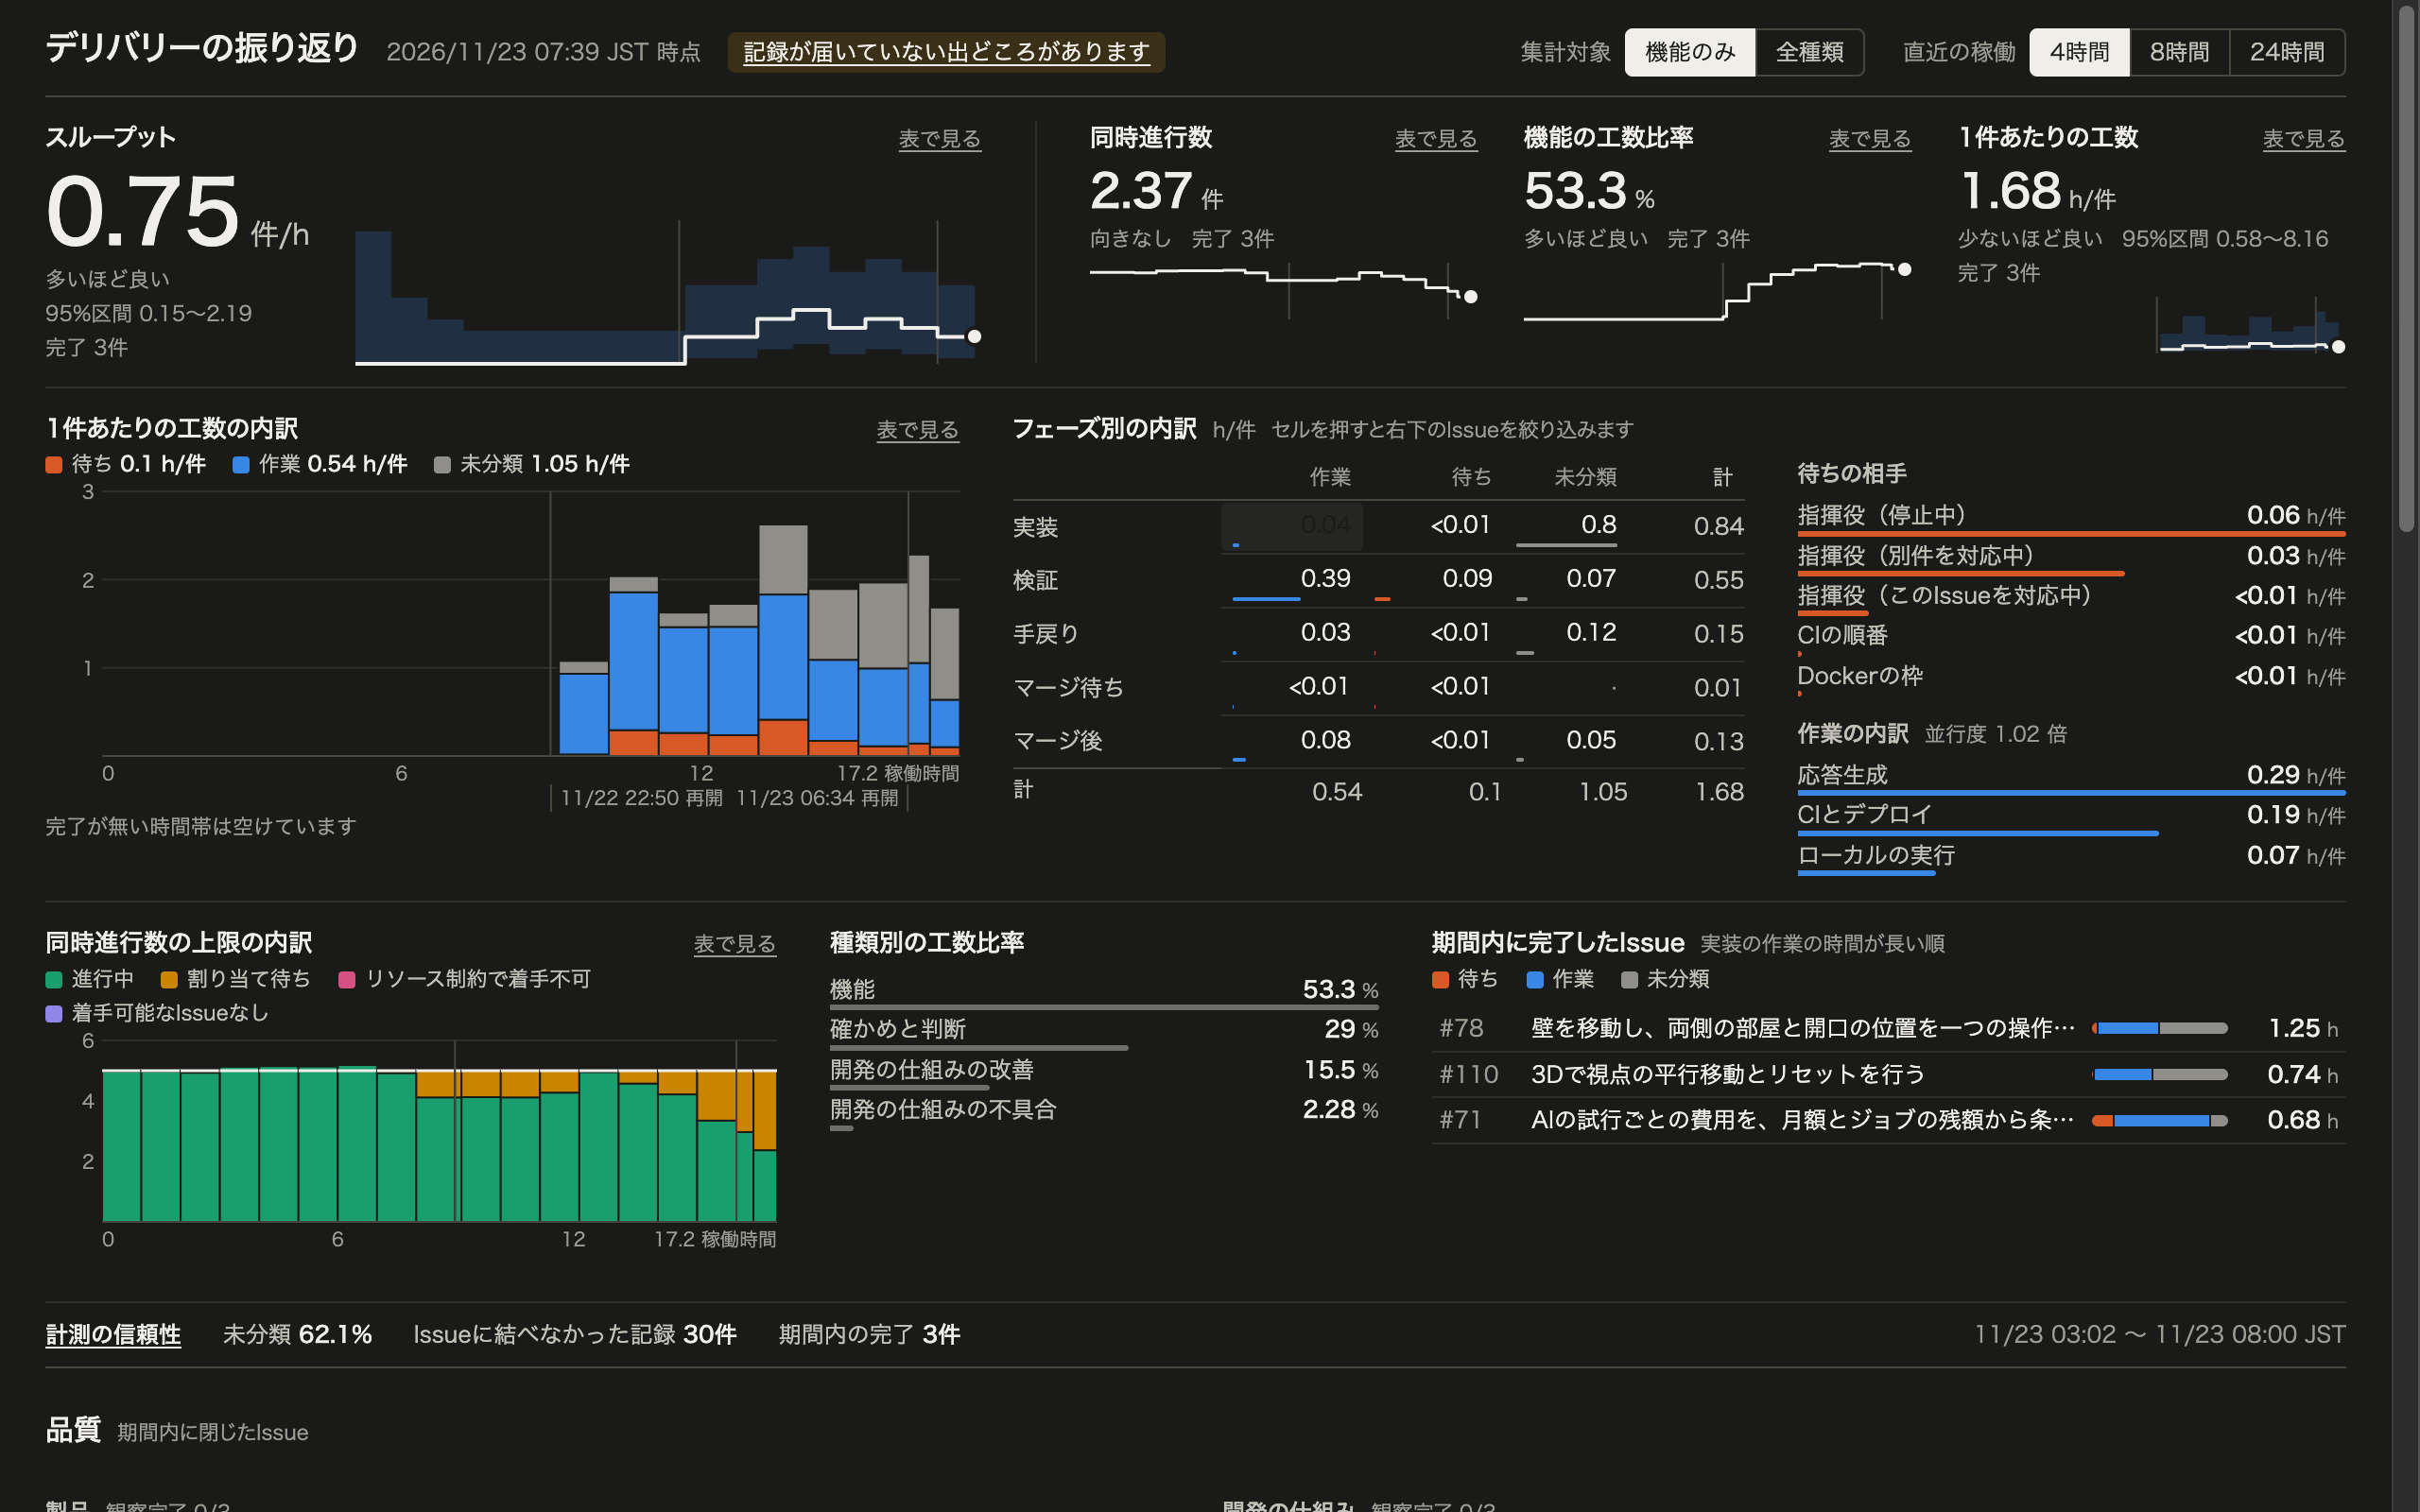 デリバリーの振り返り 2026/11/23 07:39 JST 時点 記録が届いていない出どころがあります 集計対象 機能のみ 全種類 直近の稼働 4時間 8時間 24時間
スループット 表で見る
0.75 件/h
多いほど良い
95%区間 0.15〜2.19
完了 3件
同時進行数 表で見る
2.37 件
向きなし 完了 3件
機能の工数比率 表で見る
53.3 %
多いほど良い 完了 3件
1件あたりの工数 表で見る
1.68 h/件
少ないほど良い 95%区間 0.58〜8.16
完了 3件
1件あたりの工数の内訳 表で見る
待ち 0.1 h/件 作業 0.54 h/件 未分類 1.05 h/件
3
2
1
0 6 12 17.2 稼働時間
11/22 22:50 再開 11/23 06:34 再開
完了が無い時間帯は空けています
フェーズ別の内訳 h/件 セルを押すと右下のIssueを絞り込みます
作業 待ち 未分類 計
実装 0.04 <0.01 0.8 0.84
検証 0.39 0.09 0.07 0.55
手戻り 0.03 <0.01 0.12 0.15
マージ待ち <0.01 <0.01 · 0.01
マージ後 0.08 <0.01 0.05 0.13
計 0.54 0.1 1.05 1.68
待ちの相手
指揮役（停止中） 0.06 h/件
指揮役（別件を対応中） 0.03 h/件
指揮役（このIssueを対応中） <0.01 h/件
CIの順番 <0.01 h/件
Dockerの枠 <0.01 h/件
作業の内訳 並行度 1.02 倍
応答生成 0.29 h/件
CIとデプロイ 0.19 h/件
ローカルの実行 0.07 h/件
同時進行数の上限の内訳 表で見る
進行中 割り当て待ち リソース制約で着手不可
着手可能なIssueなし
6
4
2
0 6 12 17.2 稼働時間
種類別の工数比率
機能 53.3 %
確かめと判断 29 %
開発の仕組みの改善 15.5 %
開発の仕組みの不具合 2.28 %
期間内に完了したIssue 実装の作業の時間が長い順
待ち 作業 未分類
#78 壁を移動し、両側の部屋と開口の位置を一つの操作… 1.25 h
#110 3Dで視点の平行移動とリセットを行う 0.74 h
#71 AIの試行ごとの費用を、月額とジョブの残額から条… 0.68 h
計測の信頼性 未分類 62.1% Issueに結べなかった記録 30件 期間内の完了 3件 11/23 03:02 〜 11/23 08:00 JST
品質 期間内に閉じたIssue
製品 観察完了 0/3 開発の仕組み 観察完了 0/3